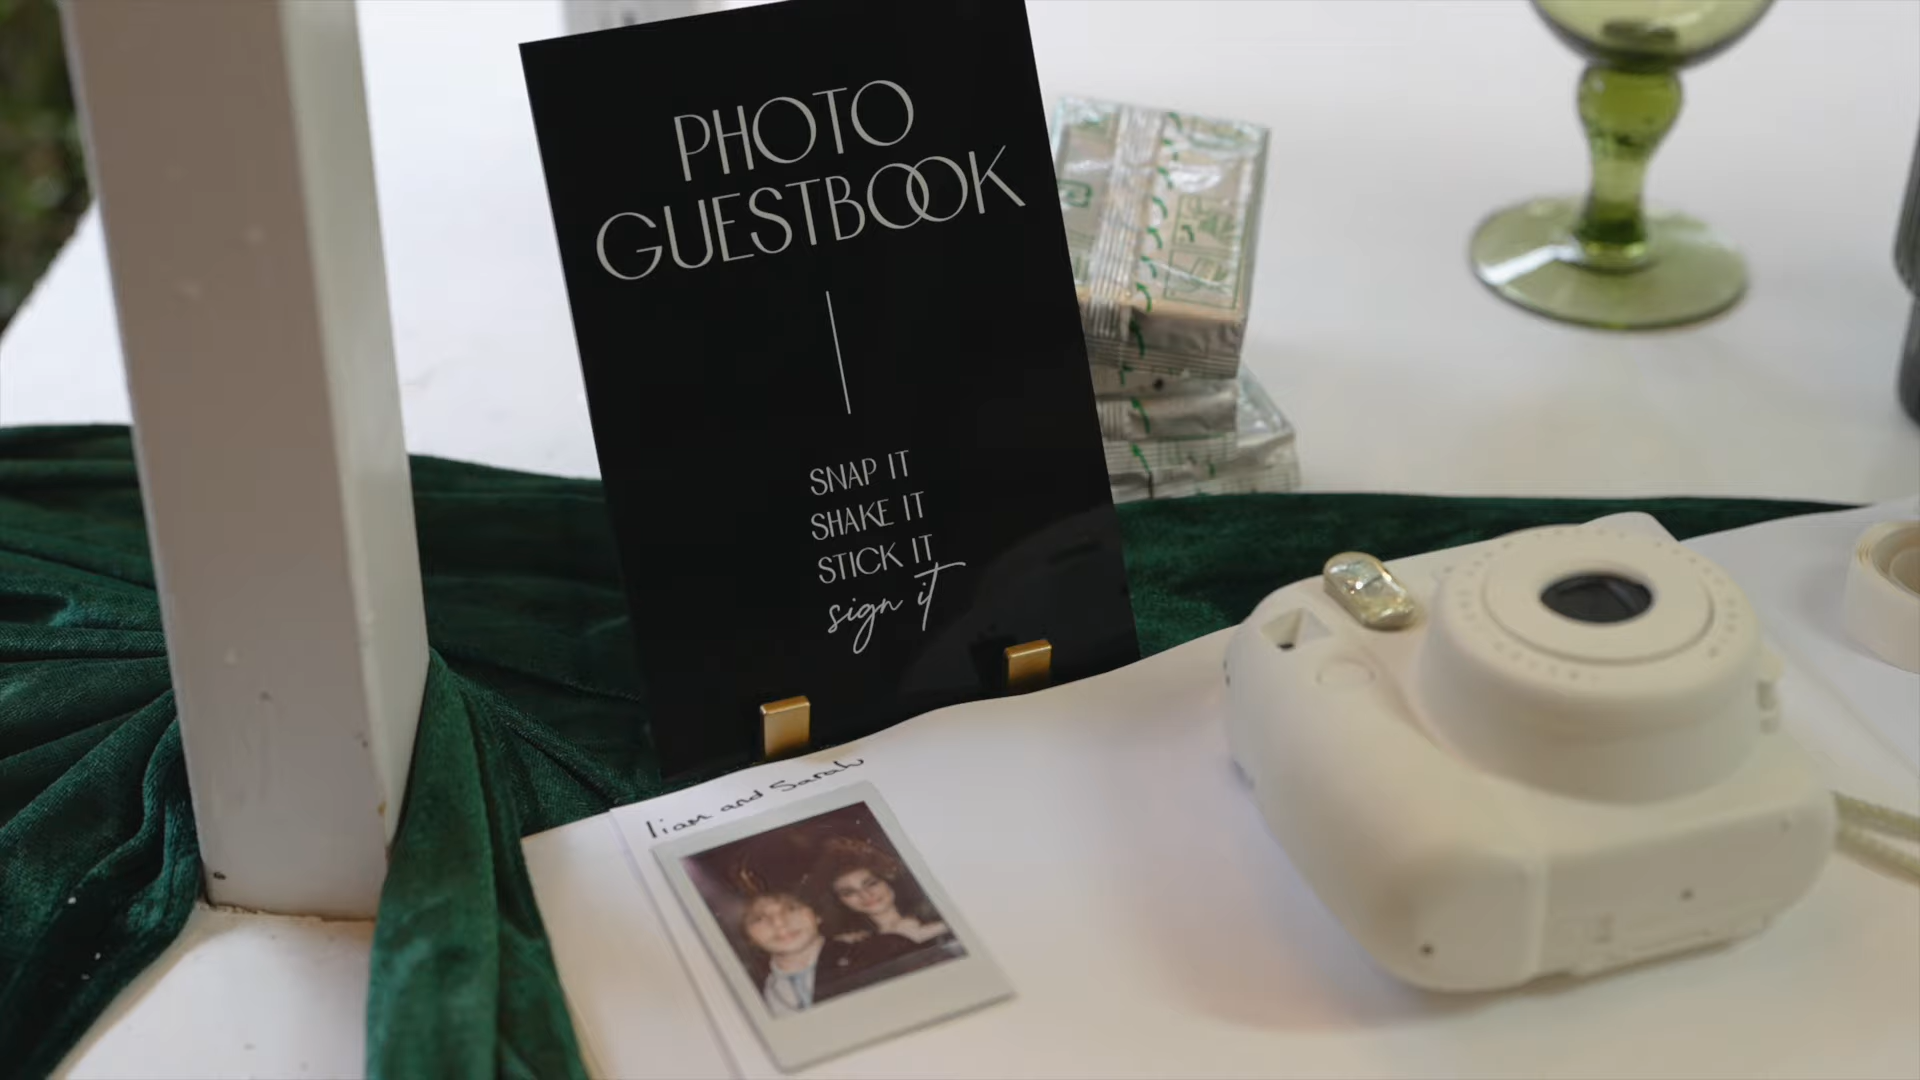 PHOTO
GUESTBOOK
SNAP IT
SHAKE IT
STICK IT
sign it
liam and Sarah